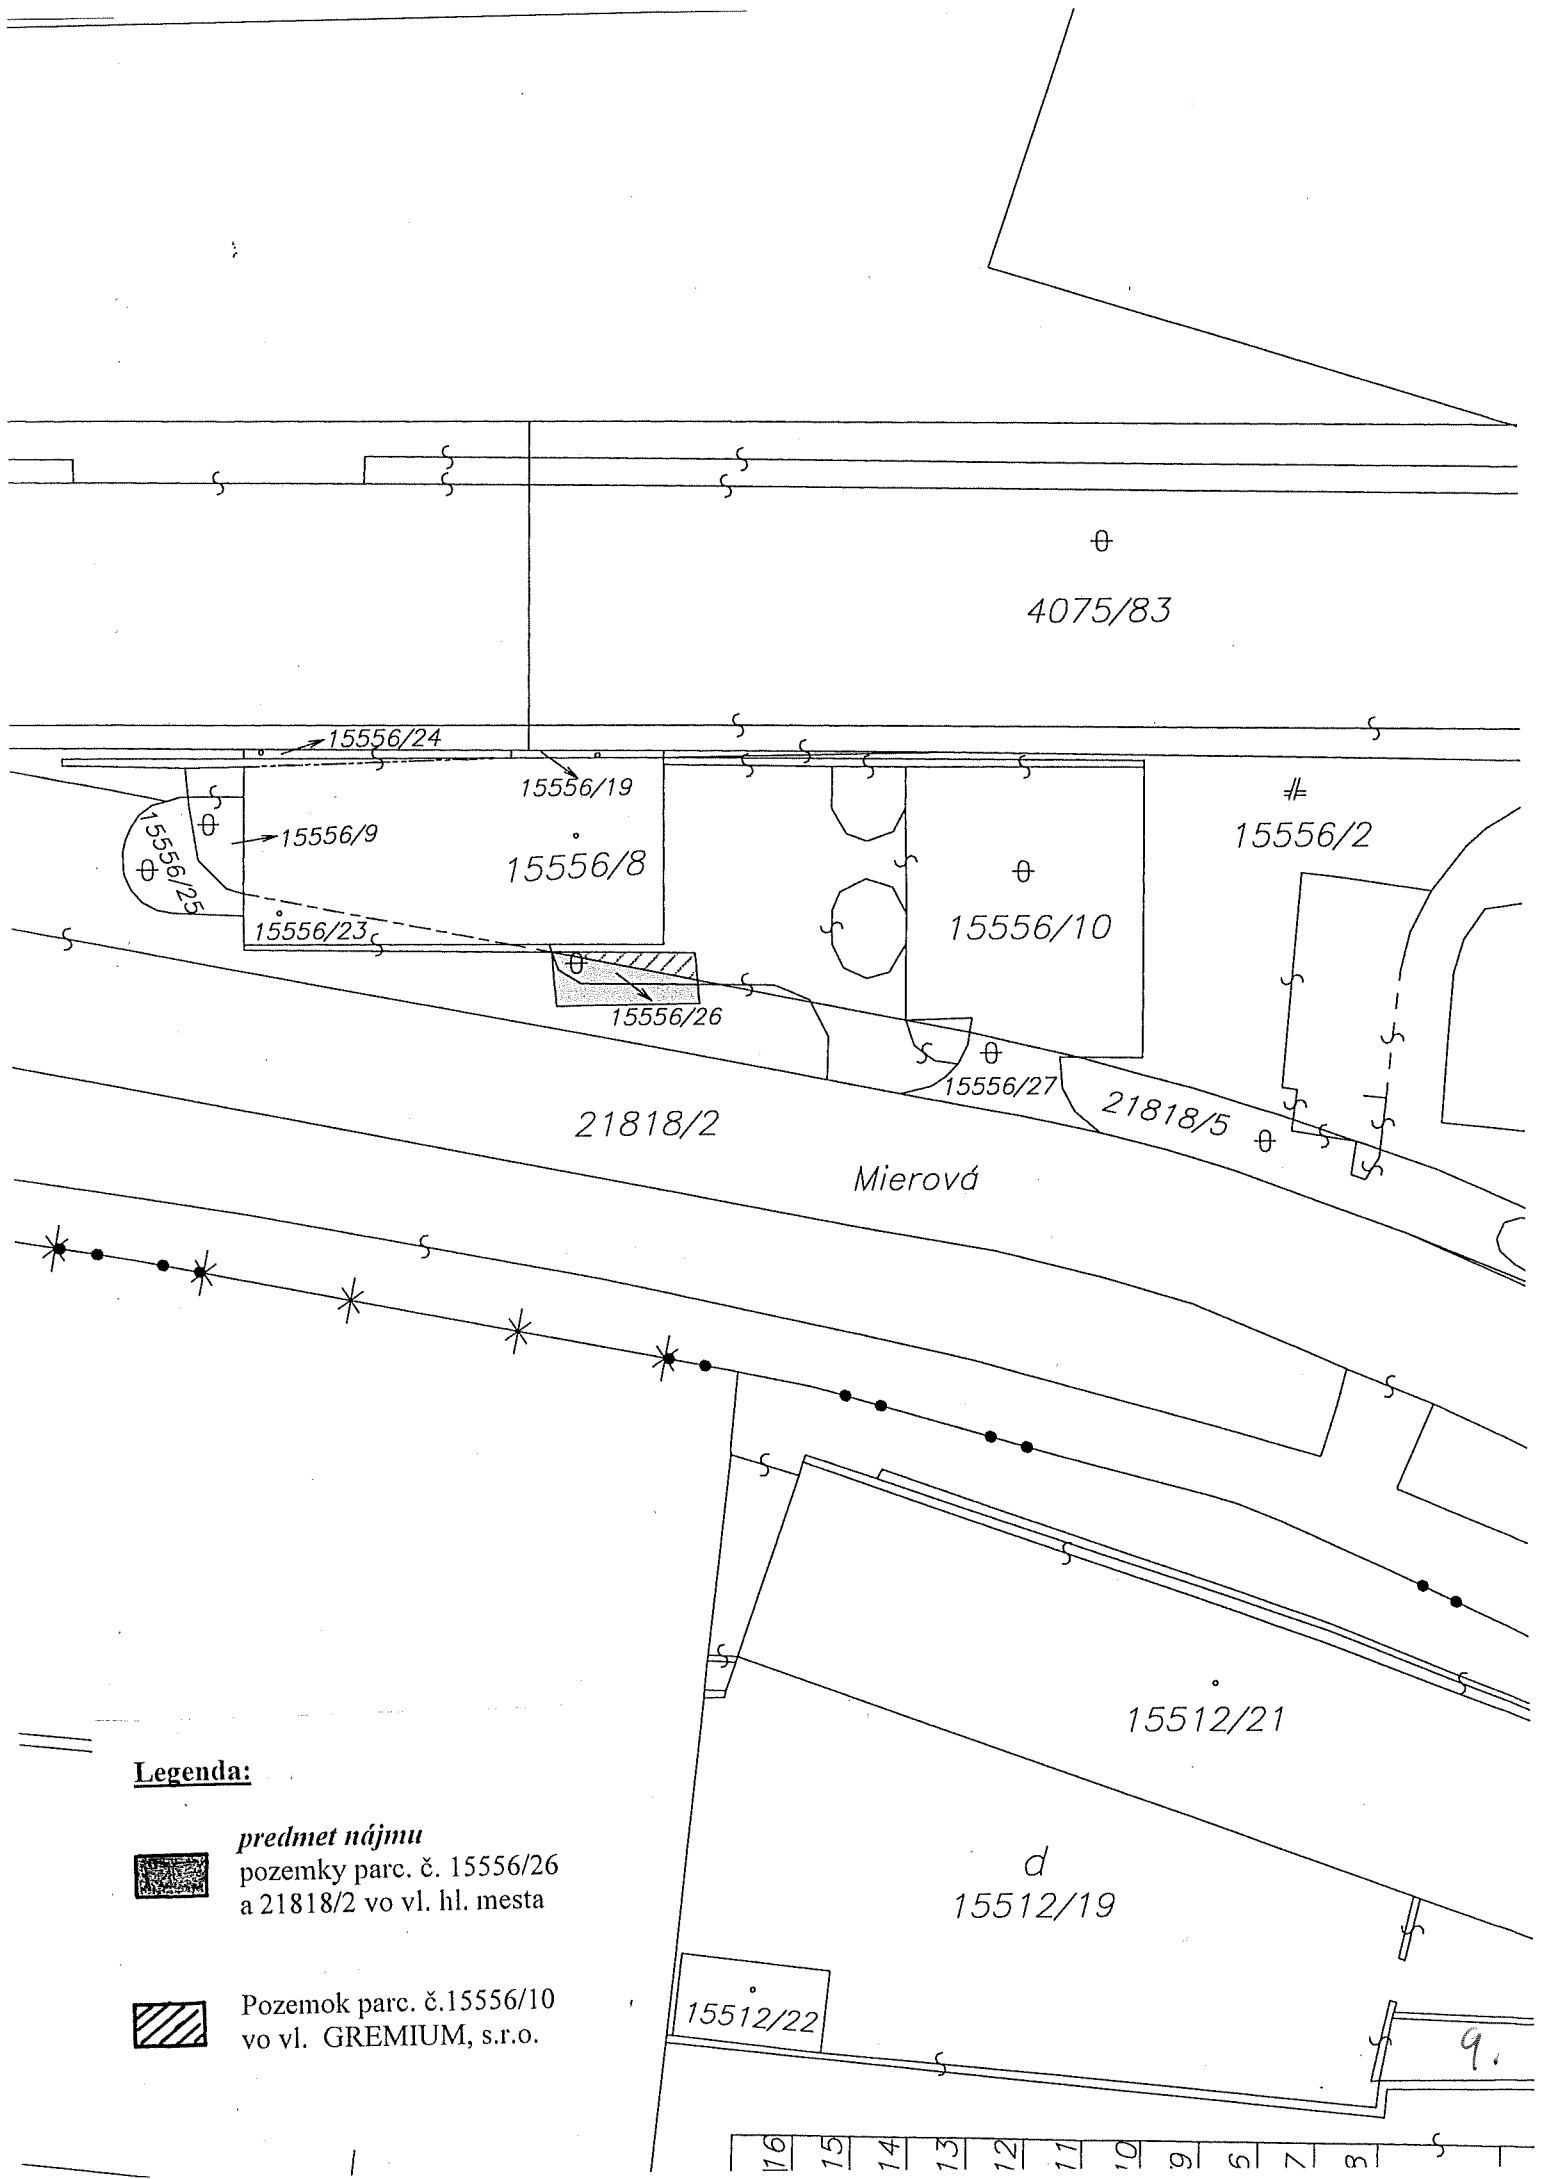 4075/83
15556/24
15556/19
15556/9
15556/8
15556/2
15556/25
15556/23
15556/10
15556/26
15556/27
21818/5
21818/2
Mierová
15512/21
Legenda:
predmet nájmu
pozemky parc. č. 15556/26
a 21818/2 vo vl. hl. mesta
d
15512/19
Pozemok parc. č.15556/10
vo vl. GREMIUM, s.r.o.
15512/22
9.
16 15 14 13 12 11 10 9 6 7 8